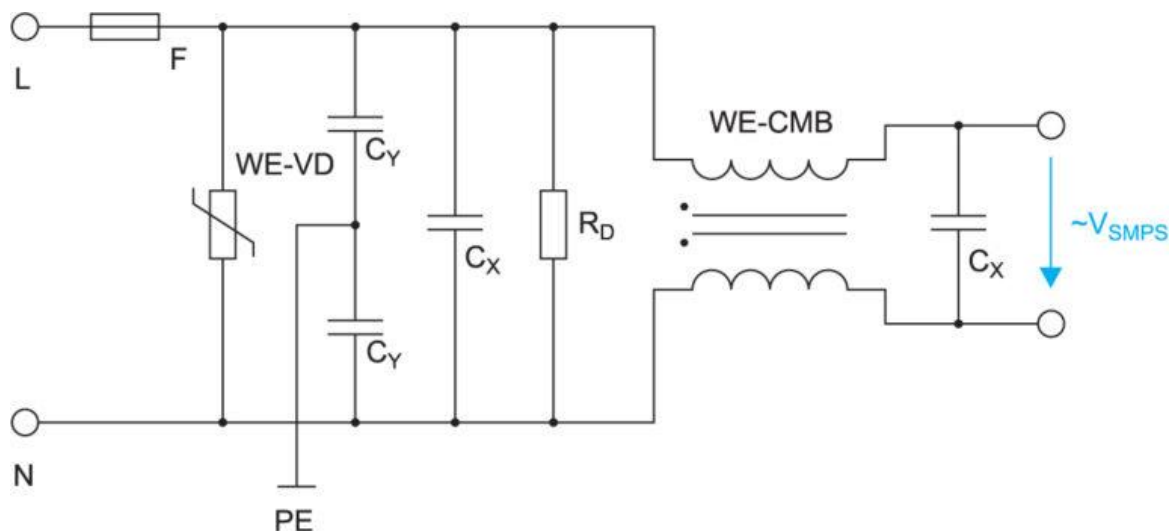 L
F
WE-VD
C_Y
C_Y
C_X
R_D
WE-CMB
C_X
~V_SMPS
N
PE